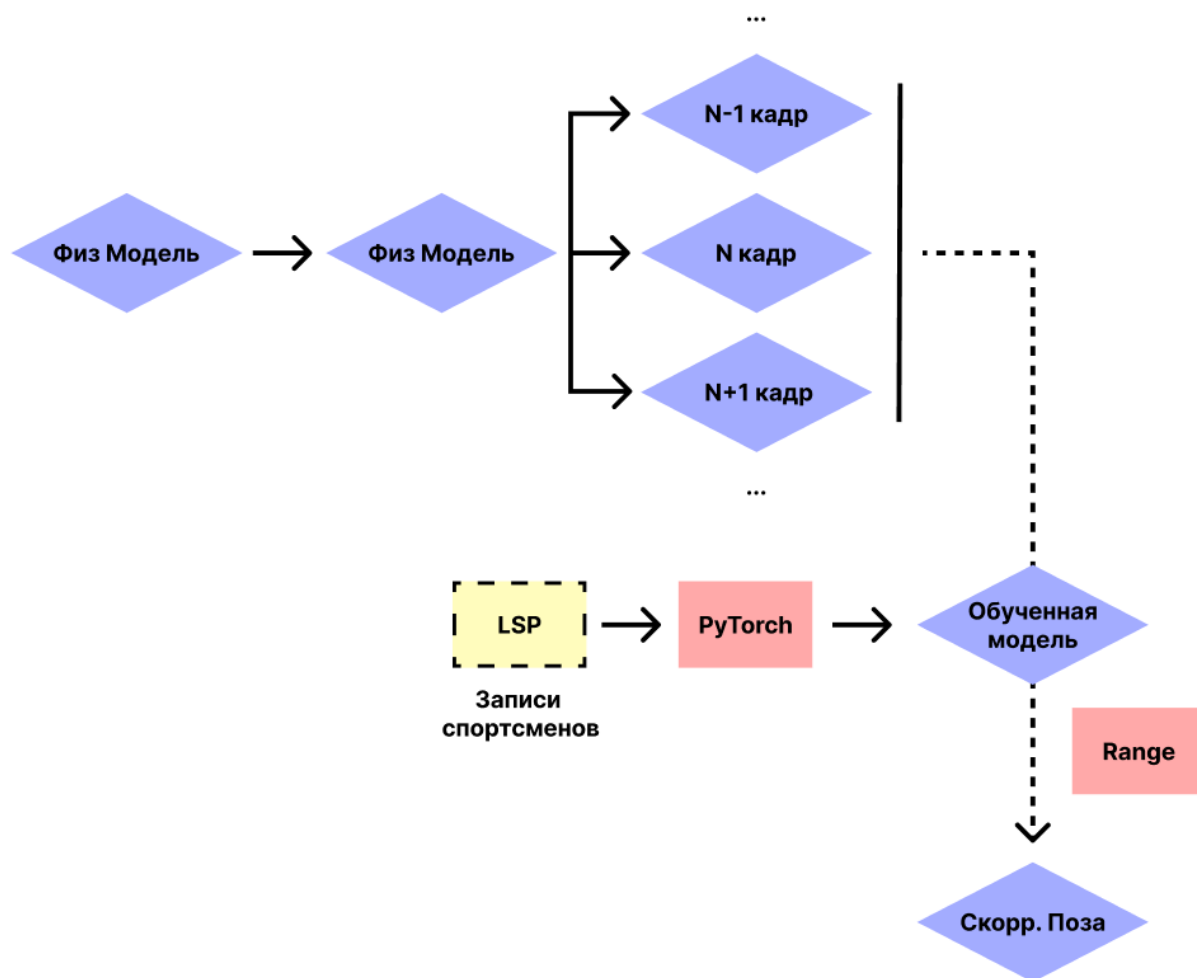 ...
N-1 кадр
Физ Модель
Физ Модель
N кадр
N+1 кадр
...
LSP
PyTorch
Обученная
модель
Записи
спортсменов
Range
Скорр. Поза